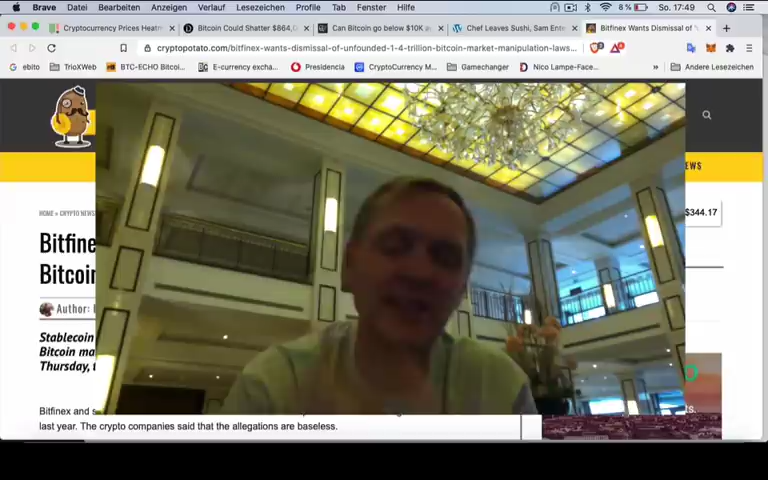 Brave Ablage Bearbeiten Anzeigen Verlauf Lesezeichen Profile Tab Fenster Hilfe 8 % So. 17:49
Cryptocurrency Prices Heatm
Bitcoin Could Shatter $864,
Can Bitcoin go below $10K
Chef Leaves Sushi, Sam Ente
Bitfinex Wants Dismissal of
cryptopotato.com/bitfinex-wants-dismissal-of-unfounded-1-4-trillion-bitcoin-market-manipulation-laws...
ebito TrioXWeb BTC-ECHO Bitcoi... E-currency excha... Presidencia CryptoCurrency M... Gamechanger Nico Lampe-Face... » Andere Lesezeichen
EWS
HOME » CRYPTO NEWS
$344.17
Bitfine
Bitcoi
Author:
Stablecoin
Bitcoin ma
Thursday, t
ts.
Bitfinex and s
last year. The crypto companies said that the allegations are baseless.